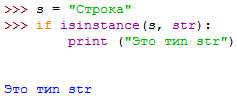 >>> s = "Строка"
>>> if isinstance(s, str):
        print ("Это тип str")
Это тип str